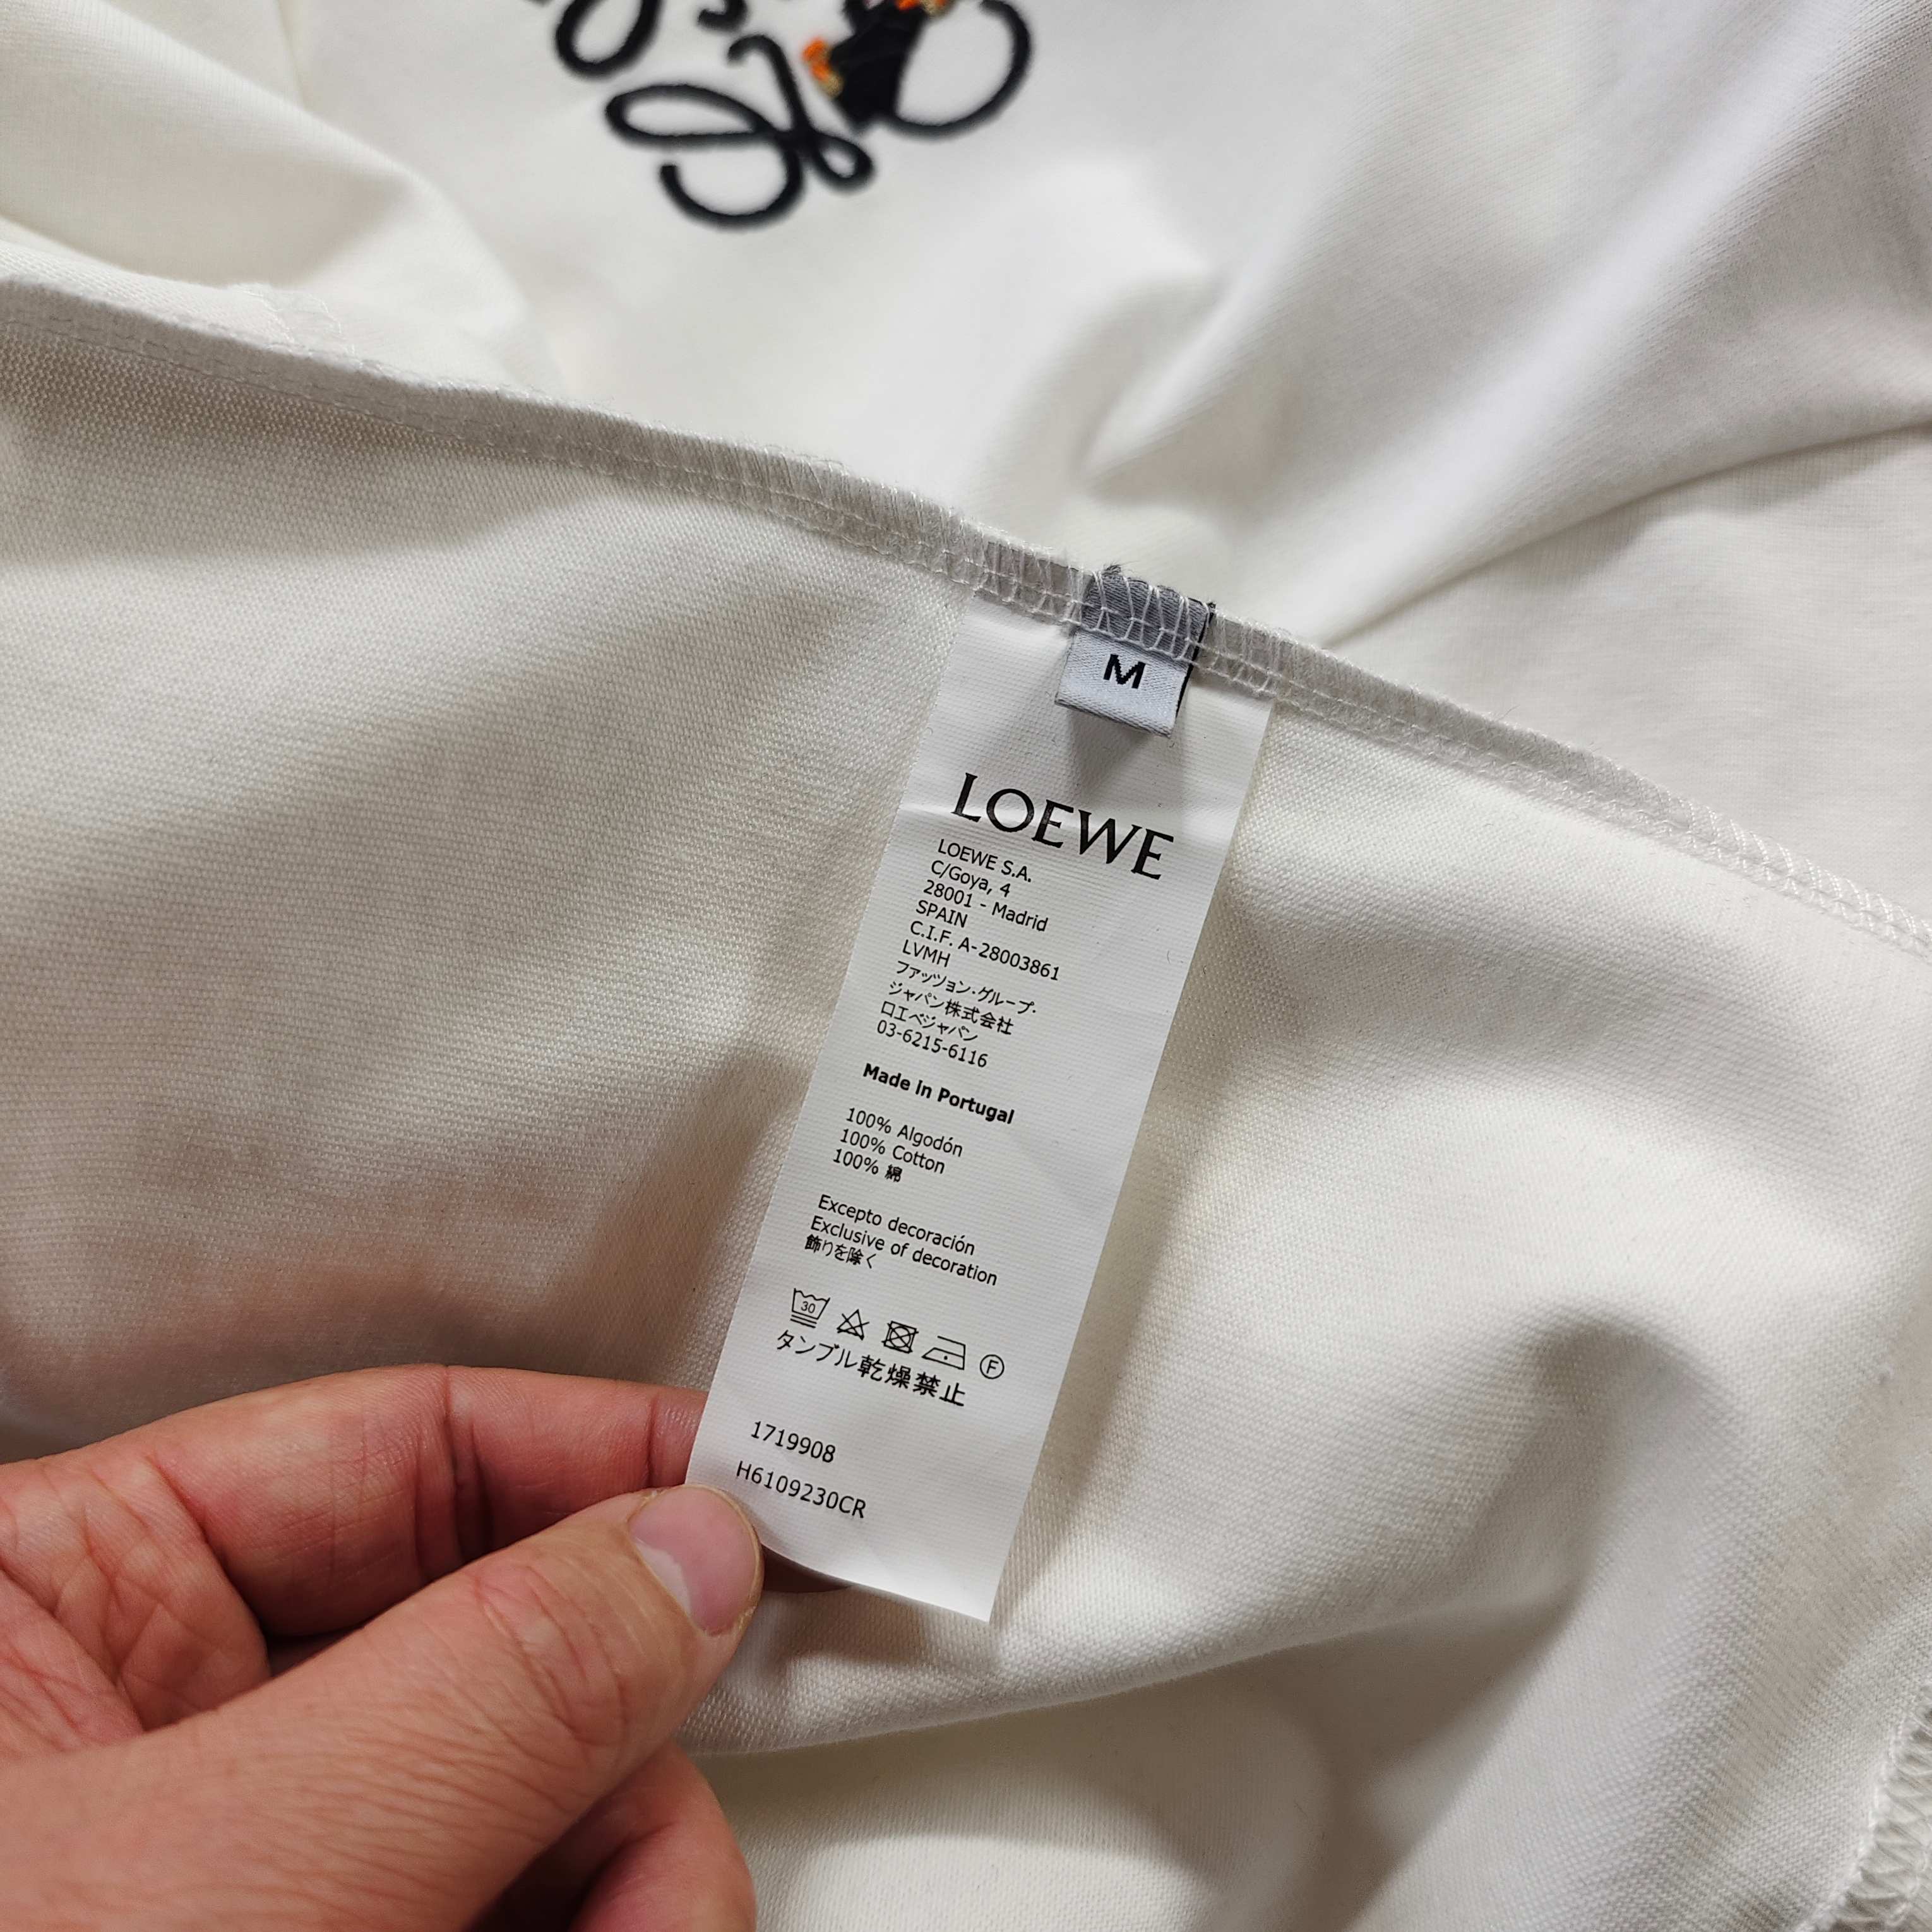 M
LOEWE
LOEWE S.A.
C/Goya, 4
28001 - Madrid
SPAIN
C.I.F. A-28003861
LVMH
ファッツョン・グループ・
ジャパン株式会社
ロエベジャパン
03-6215-6116
Made in Portugal
100% Algodón
100% Cotton
100% 綿
Excepto decoración
Exclusive of decoration
飾りを除く
30
F
タンブル乾燥禁止
1719908
H6109230CR